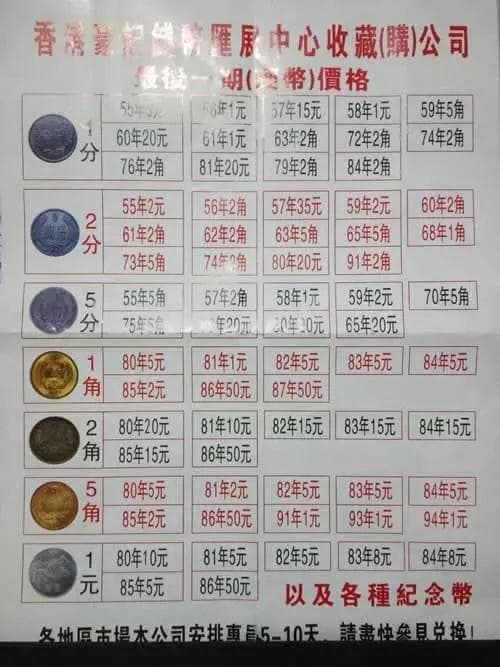 香港 匯展中心收藏(購)公司
最後一期(硬幣)價格
1分
56年1元 57年15元 58年1元 59年5角
60年20元 61年1元 63年2角 72年2角 74年2角
76年2角 81年20元 79年2角 84年2角
2分
55年2元 56年2角 57年35元 59年2元 60年2角
61年2角 62年2角 63年5角 65年5角 68年1角
73年5角 74年2角 80年20元 91年2角
5分
55年5角 57年2角 58年1元 59年2元 70年5角
75年5角 年20元 年20元 65年20元
1角
80年5元 81年1元 82年5元 83年5元 84年5元
85年2元 86年50元 87年50元
2角
80年20元 81年10元 82年15元 83年15元 84年15元
85年15元 86年50元
5角
80年5元 81年2元 82年5元 83年5元 84年5元
85年2元 86年50元 91年1元 93年1元 94年1元
1元
80年10元 81年5元 82年5元 83年8元 84年8元
85年5元 86年50元
以及各種紀念幣
各地區市場本公司安排專員5-10天、請盡快參見兌換!